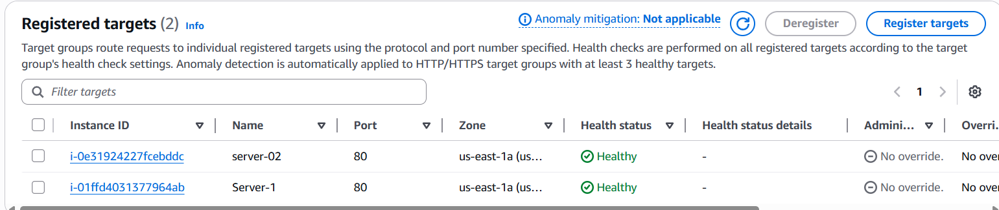 Registered targets (2) Info
Anomaly mitigation: Not applicable
Deregister
Register targets
Target groups route requests to individual registered targets using the protocol and port number specified. Health checks are performed on all registered targets according to the target
group's health check settings. Anomaly detection is automatically applied to HTTP/HTTPS target groups with at least 3 healthy targets.
Filter targets
1
Instance ID Name Port Zone Health status Health status details Admini... Overri.
i-0e31924227fcebddc server-02 80 us-east-1a (us... Healthy - No override. No over
i-01ffd4031377964ab Server-1 80 us-east-1a (us... Healthy - No override. No over